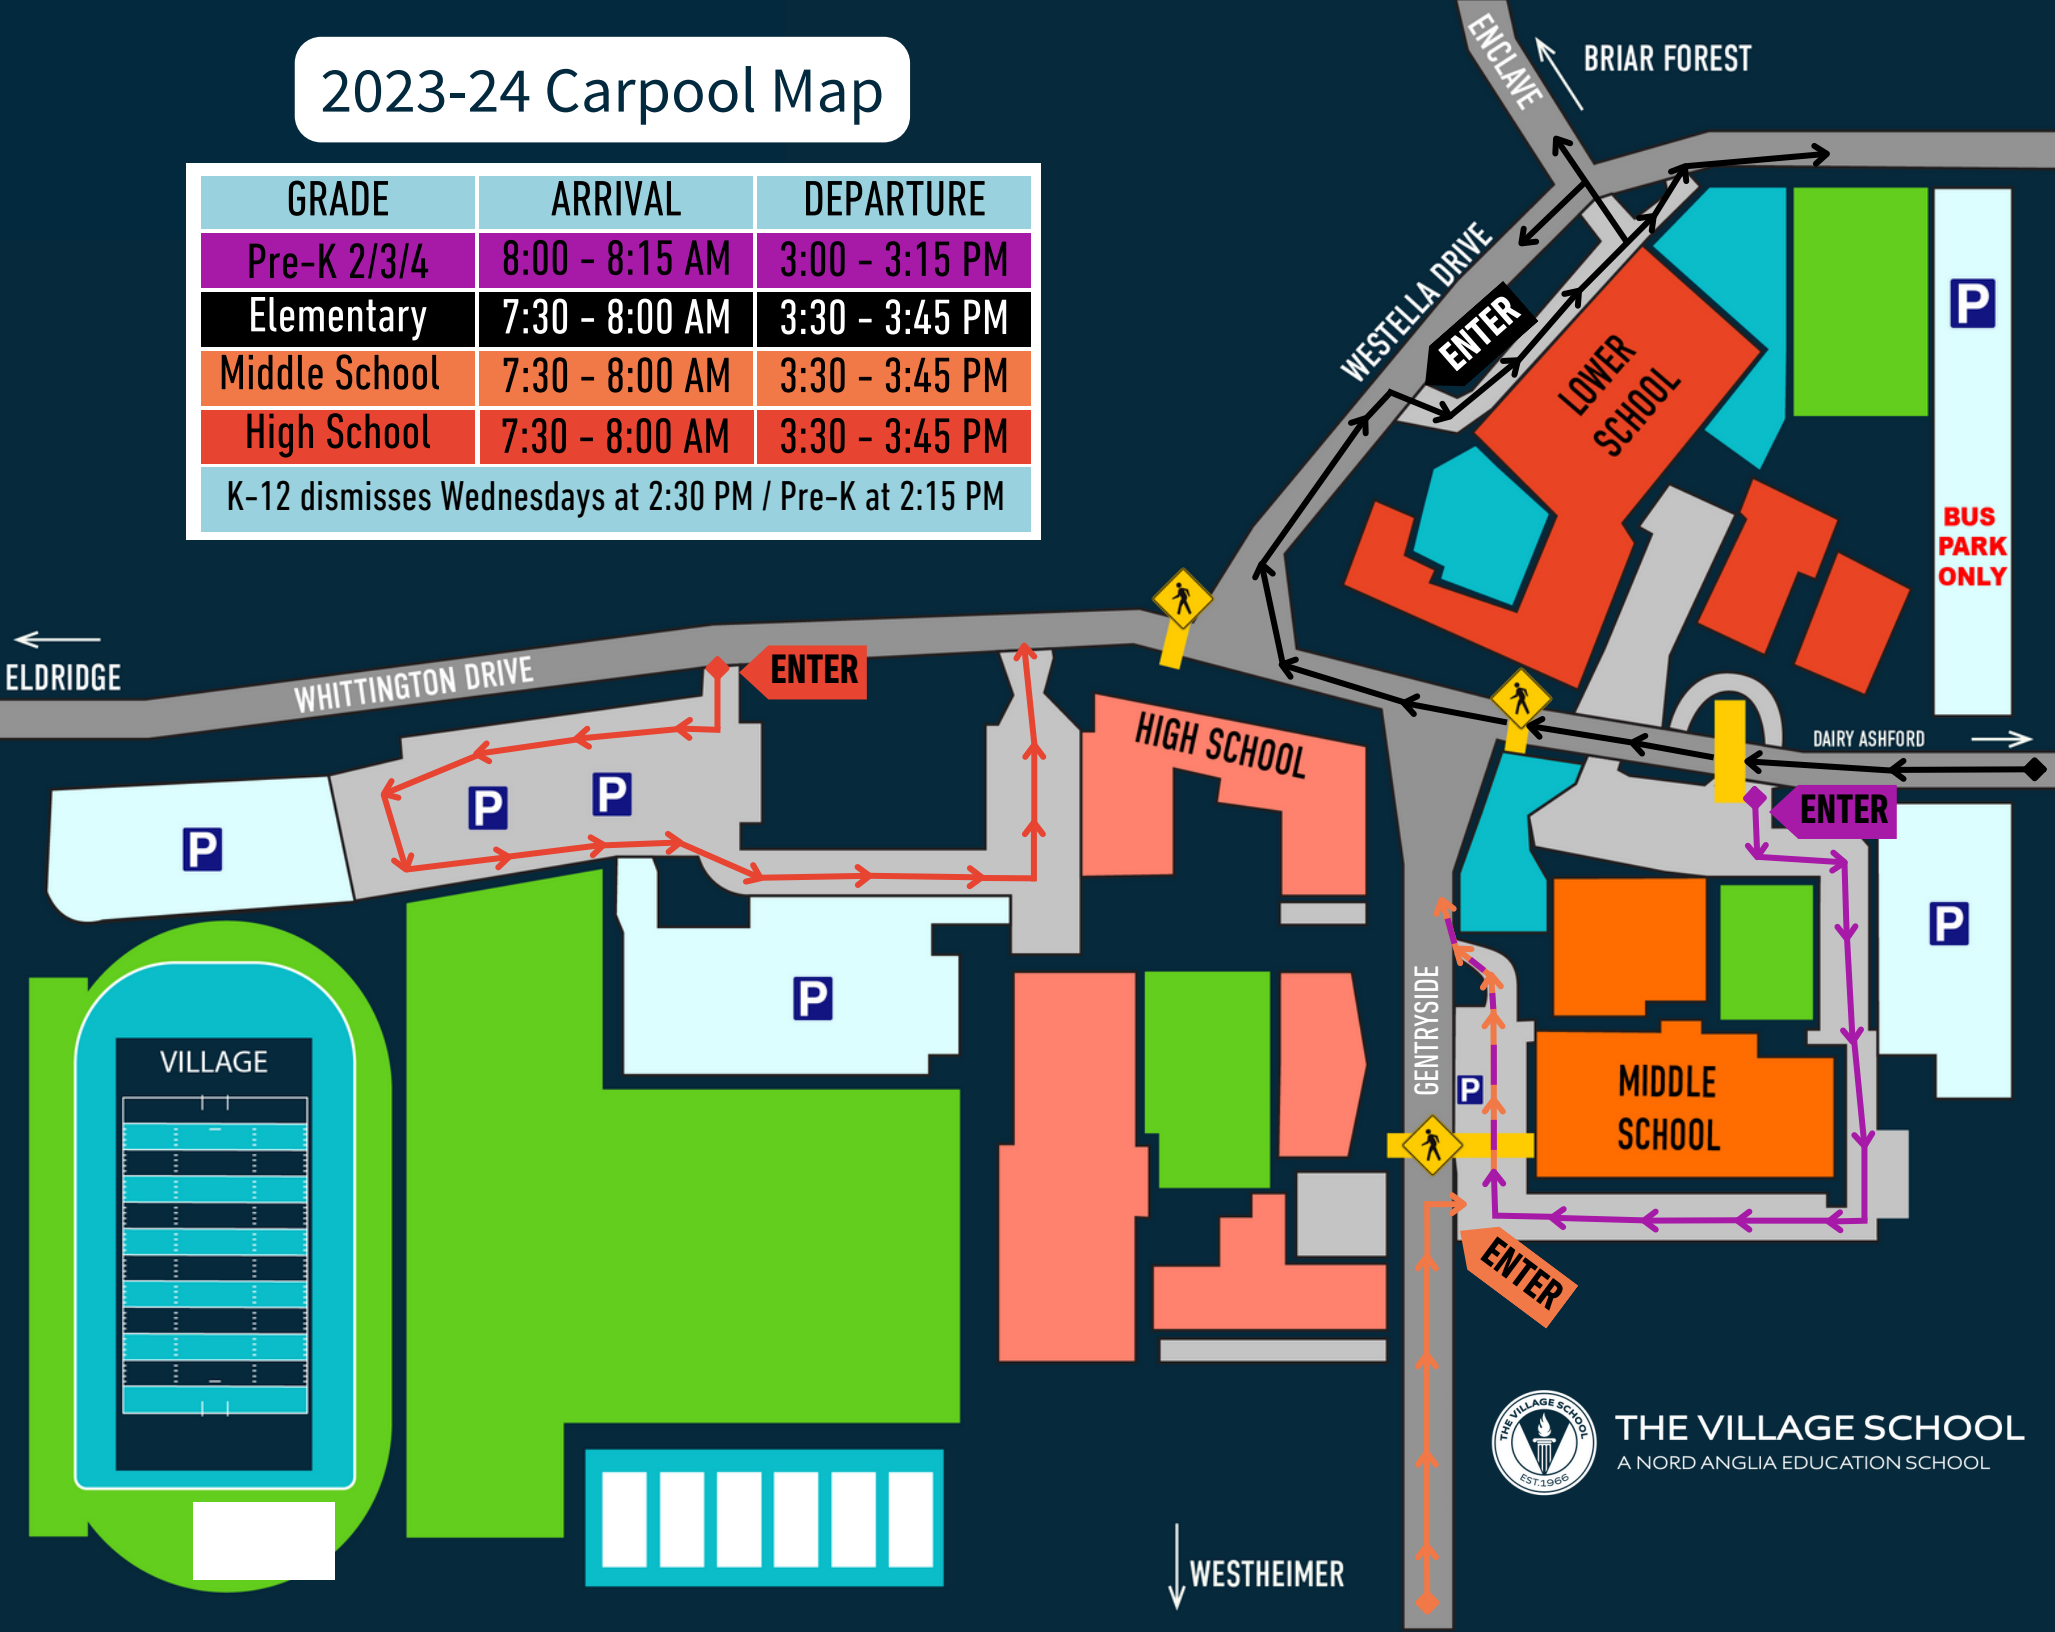 2023-24 Carpool Map
GRADE ARRIVAL DEPARTURE
Pre-K 2/3/4 8:00 - 8:15 AM 3:00 - 3:15 PM
Elementary 7:30 - 8:00 AM 3:30 - 3:45 PM
Middle School 7:30 - 8:00 AM 3:30 - 3:45 PM
High School 7:30 - 8:00 AM 3:30 - 3:45 PM
K-12 dismisses Wednesdays at 2:30 PM / Pre-K at 2:15 PM
ENCLAVE
BRIAR FOREST
WESTELLA DRIVE
ENTER
LOWER
SCHOOL
P
BUS
PARK
ONLY
ELDRIDGE
WHITTINGTON DRIVE
ENTER
HIGH SCHOOL
DAIRY ASHFORD
P
P
P
ENTER
P
P
GENTRYSIDE
P
MIDDLE
SCHOOL
VILLAGE
ENTER
THE VILLAGE SCHOOL
EST.1966
THE VILLAGE SCHOOL
A NORD ANGLIA EDUCATION SCHOOL
WESTHEIMER